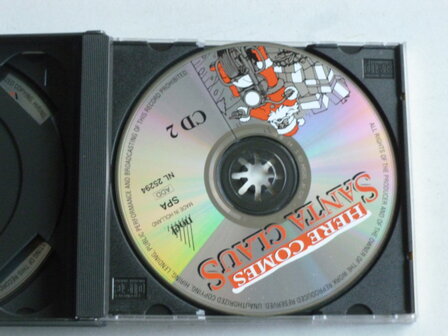 CD 2
HERE COMES
SANTA CLAUS
MADE IN HOLLAND
SPA
ADD
NL 25294
ALL RIGHTS OF THE PRODUCER AND OF THE OWNER OF THE WORK REPRODUCED RESERVED. UNAUTHORIZED COPYING, HIRING, LENDING, PUBLIC PERFORMANCE AND BROADCASTING OF THIS RECORD PROHIBITED.